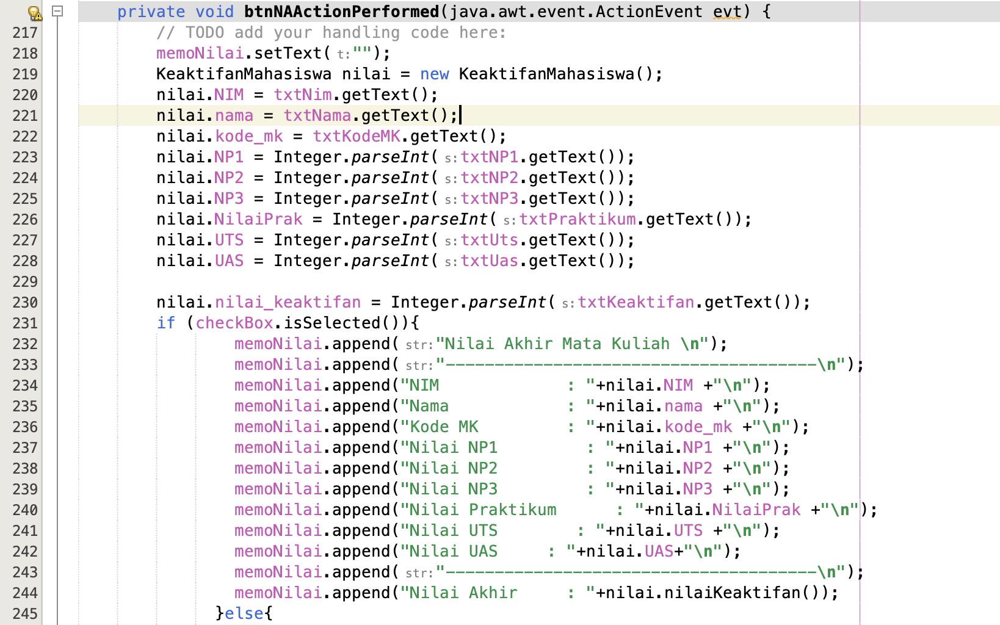 private void btnNAActionPerformed(java.awt.event.ActionEvent evt) {
217 // TODO add your handling code here:
218 memoNilai.setText( t:"");
219 KeaktifanMahasiswa nilai = new KeaktifanMahasiswa();
220 nilai.NIM = txtNim.getText();
221 nilai.nama = txtNama.getText();
222 nilai.kode_mk = txtKodeMK.getText();
223 nilai.NP1 = Integer.parseInt( s:txtNP1.getText());
224 nilai.NP2 = Integer.parseInt( s:txtNP2.getText());
225 nilai.NP3 = Integer.parseInt( s:txtNP3.getText());
226 nilai.NilaiPrak = Integer.parseInt( s:txtPraktikum.getText());
227 nilai.UTS = Integer.parseInt( s:txtUts.getText());
228 nilai.UAS = Integer.parseInt( s:txtUas.getText());
229
230 nilai.nilai_keaktifan = Integer.parseInt( s:txtKeaktifan.getText());
231 if (checkBox.isSelected()){
232 memoNilai.append( str:"Nilai Akhir Mata Kuliah \n");
233 memoNilai.append( str:"--------------------------------------\n");
234 memoNilai.append("NIM             : "+nilai.NIM +"\n");
235 memoNilai.append("Nama            : "+nilai.nama +"\n");
236 memoNilai.append("Kode MK         : "+nilai.kode_mk +"\n");
237 memoNilai.append("Nilai NP1         : "+nilai.NP1 +"\n");
238 memoNilai.append("Nilai NP2         : "+nilai.NP2 +"\n");
239 memoNilai.append("Nilai NP3         : "+nilai.NP3 +"\n");
240 memoNilai.append("Nilai Praktikum      : "+nilai.NilaiPrak +"\n");
241 memoNilai.append("Nilai UTS        : "+nilai.UTS +"\n");
242 memoNilai.append("Nilai UAS     : "+nilai.UAS+"\n");
243 memoNilai.append( str:"--------------------------------------\n");
244 memoNilai.append("Nilai Akhir     : "+nilai.nilaiKeaktifan());
245 }else{